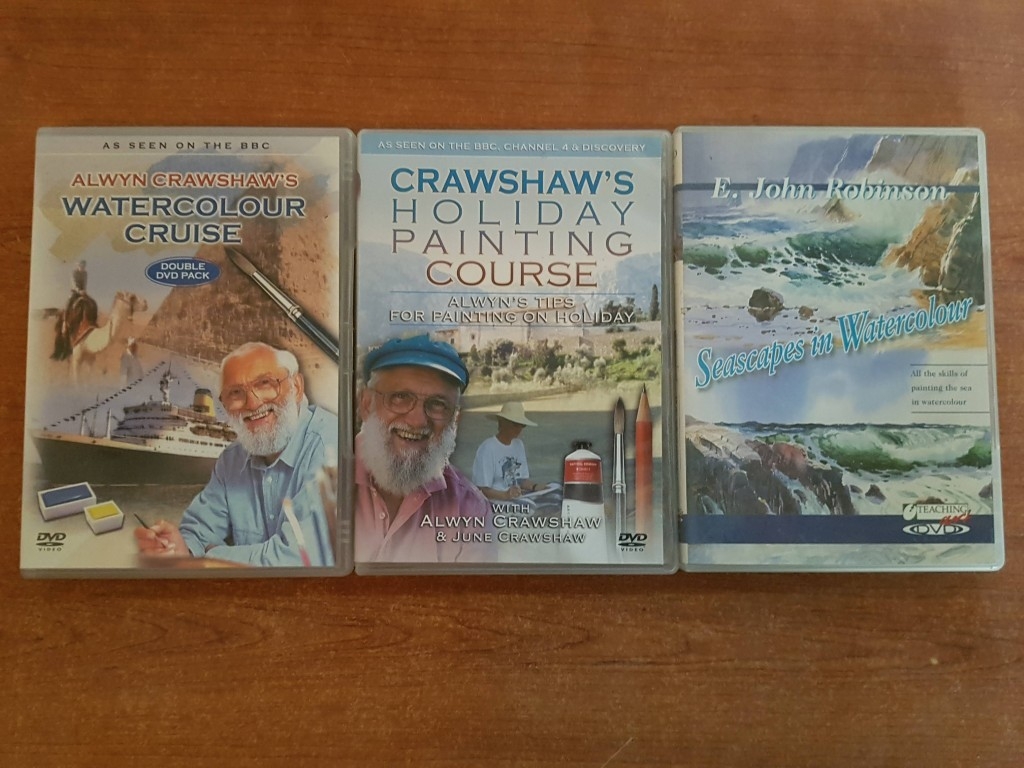 AS SEEN ON THE BBC
ALWYN CRAWSHAW'S
WATERCOLOUR
CRUISE
DOUBLE
DVD PACK
DVD
VIDEO
AS SEEN ON THE BBC, CHANNEL 4 & DISCOVERY
CRAWSHAW'S
HOLIDAY
PAINTING
COURSE
ALWYN'S TIPS
FOR PAINTING ON HOLIDAY
WITH
ALWYN CRAWSHAW
& JUNE CRAWSHAW
DVD
VIDEO
E. John Robinson
Seascapes in Watercolour
All the skills of
painting the sea
in watercolour
TEACHING
DVD